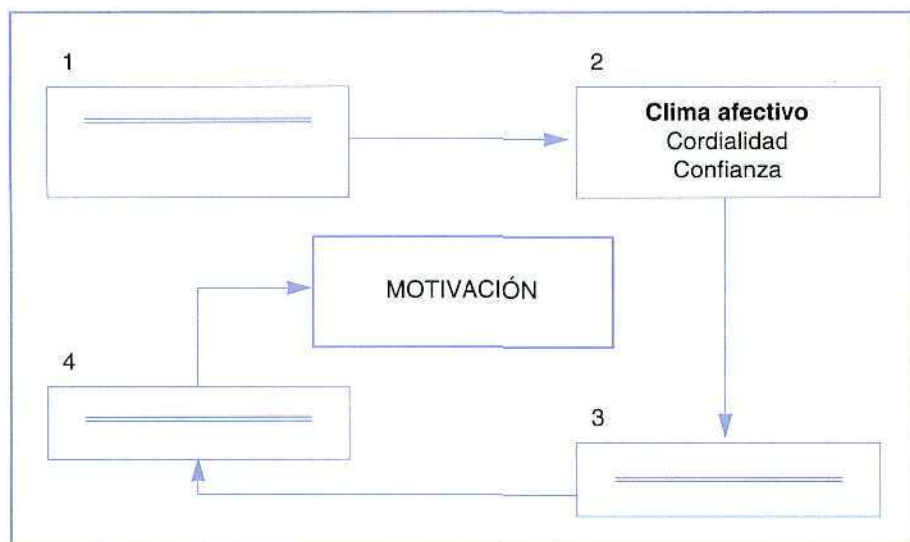 1
2
Clima afectivo
Cordialidad
Confianza
MOTIVACIÓN
4
3